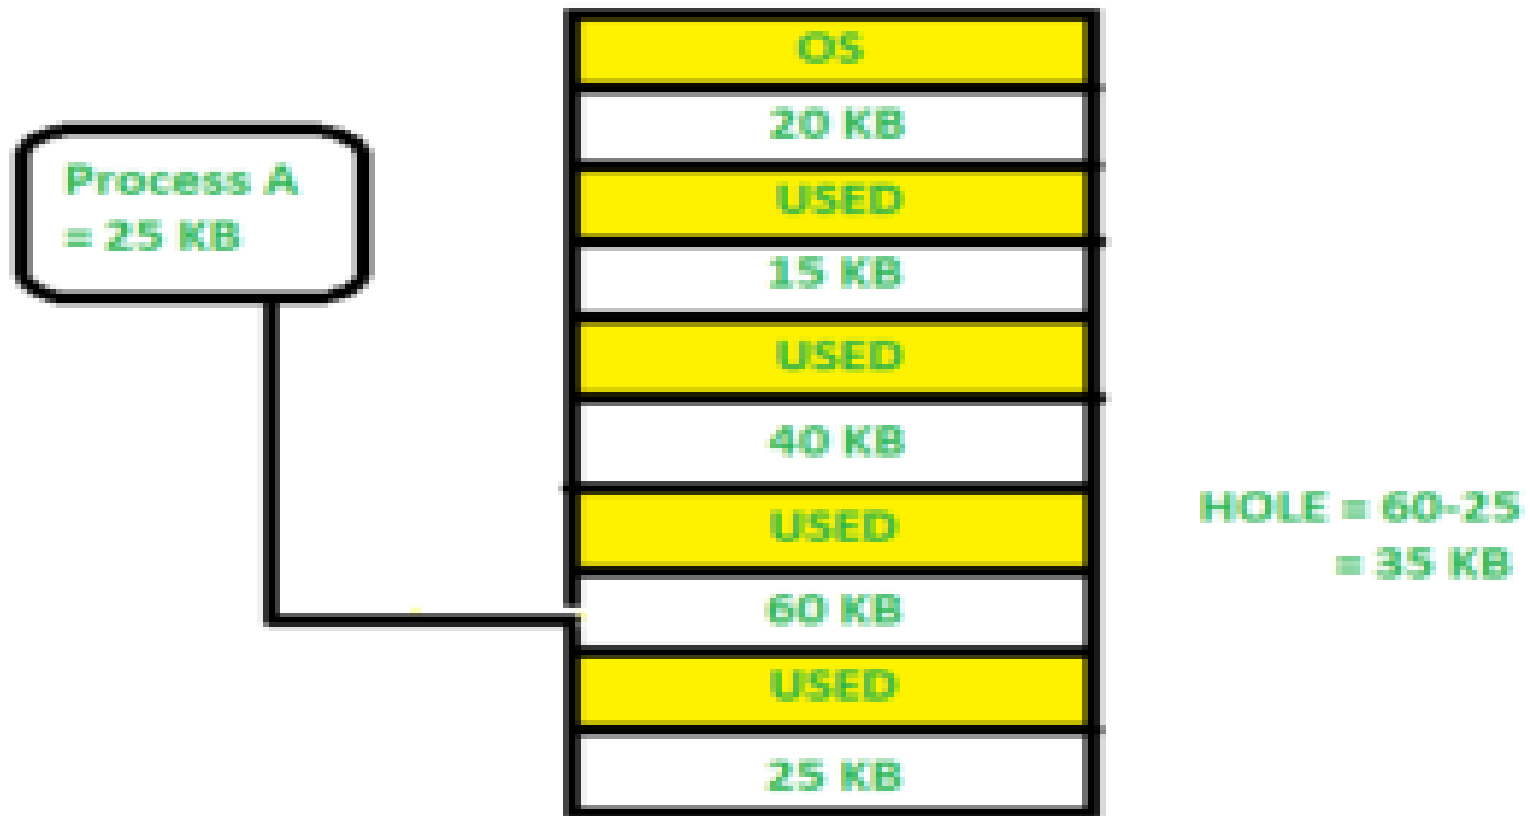 OS
20 KB
Process A
= 25 KB
USED
15 KB
USED
40 KB
USED
HOLE = 60-25
= 35 KB
60 KB
USED
25 KB